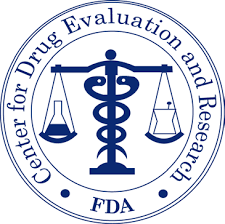 Center for Drug Evaluation and Research
FDA